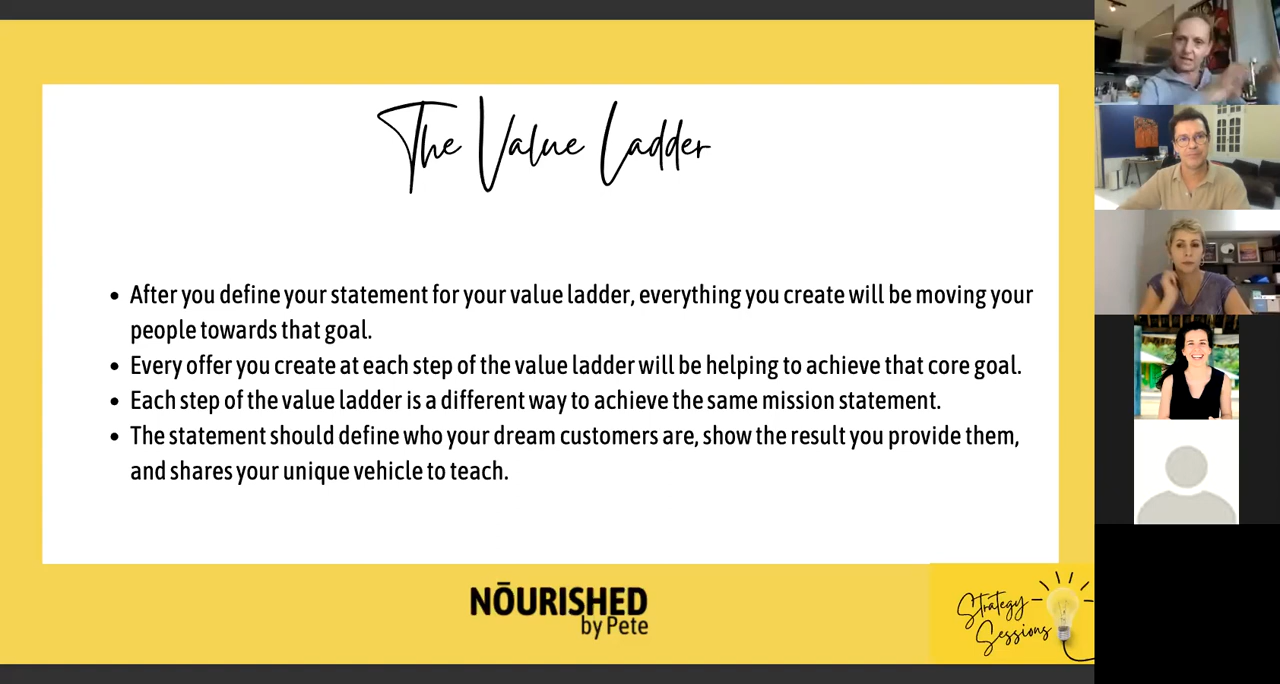 The Value Ladder
• After you define your statement for your value ladder, everything you create will be moving your
people towards that goal.
• Every offer you create at each step of the value ladder will be helping to achieve that core goal.
• Each step of the value ladder is a different way to achieve the same mission statement.
• The statement should define who your dream customers are, show the result you provide them,
and shares your unique vehicle to teach.
NŌURISHED
by Pete
Strategy
Sessions